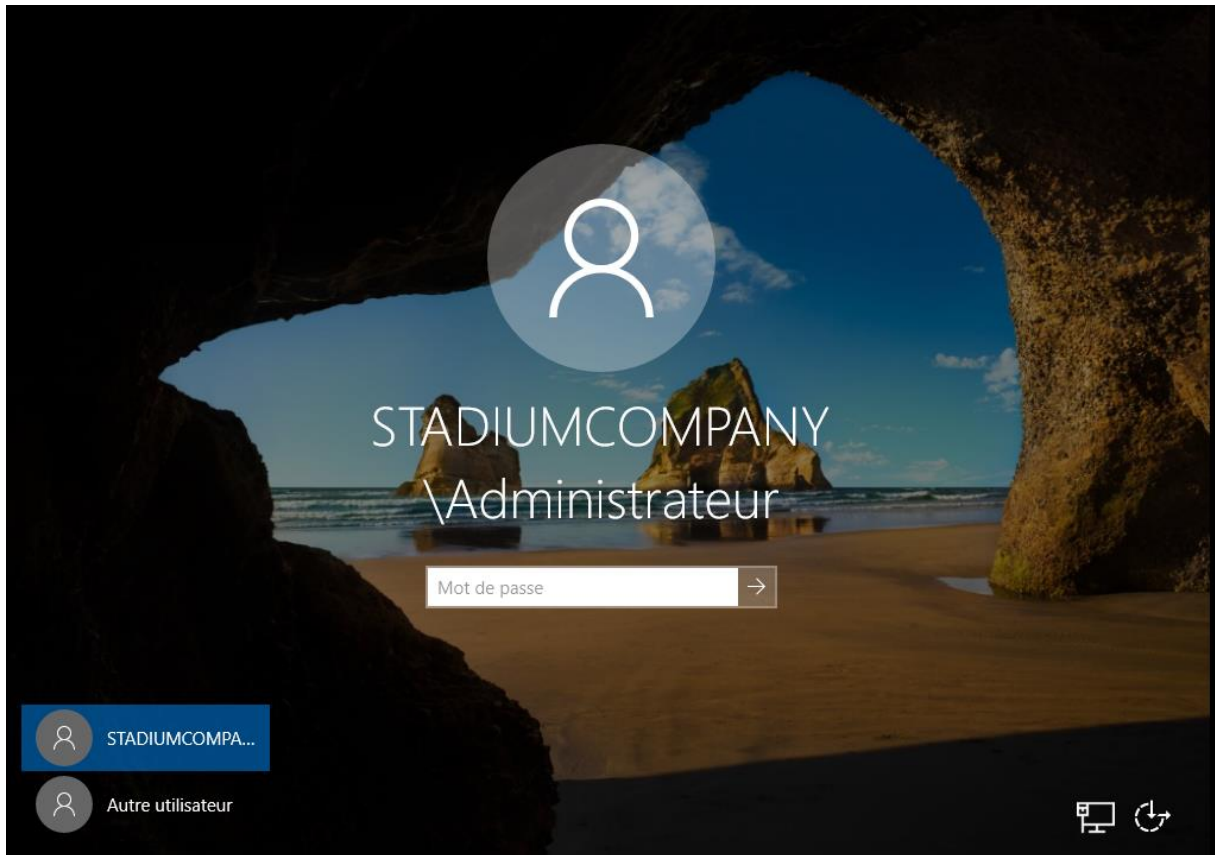 STADIUMCOMPANY
\Administrateur
Mot de passe
STADIUMCOMPA...
Autre utilisateur